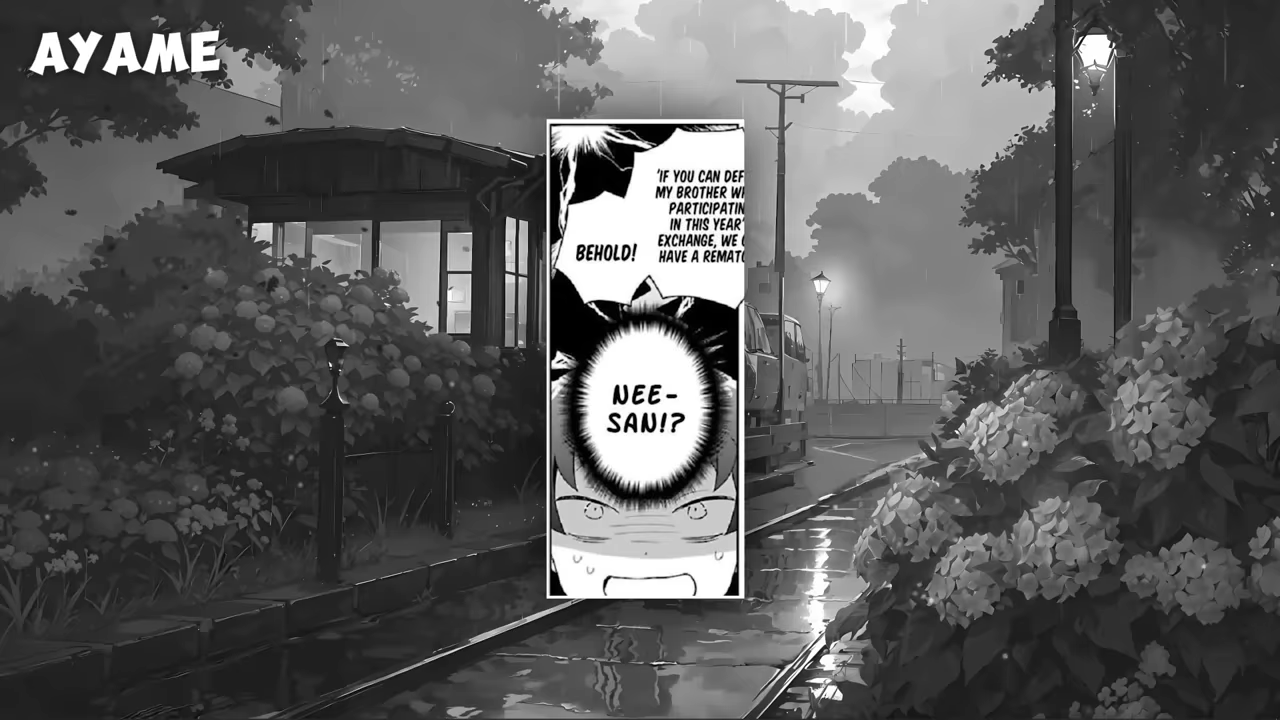 AYAME
'IF YOU CAN DEF
MY BROTHER WH
PARTICIPATIN
IN THIS YEAR'
EXCHANGE, WE
HAVE A REMATC
BEHOLD!
NEE-
SAN!?